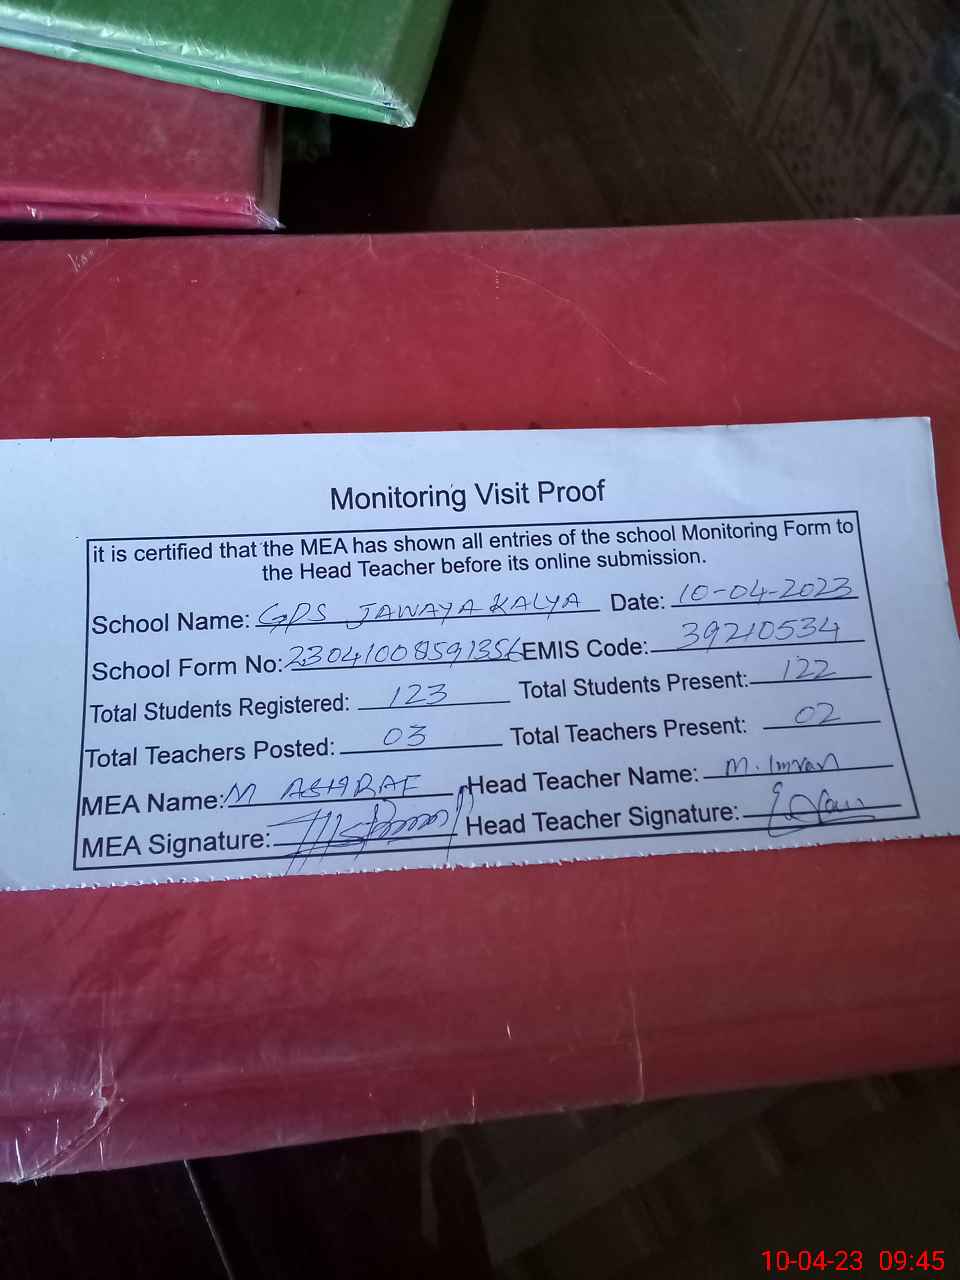 Monitoring Visit Proof
it is certified that the MEA has shown all entries of the school Monitoring Form to
the Head Teacher before its online submission.
School Name: GPS JAWAYA KALYA Date: 10-04-2023
School Form No: 23041008591356 EMIS Code: 39210534
Total Students Registered: 123 Total Students Present: 122
Total Teachers Posted: 03 Total Teachers Present: 02
MEA Name: M ASHRAF Head Teacher Name: M. Imran
MEA Signature: Head Teacher Signature:
10-04-23 09:45